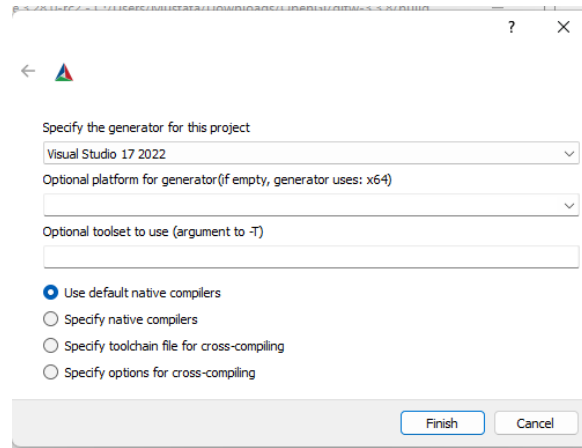 ?
Specify the generator for this project
Visual Studio 17 2022
Optional platform for generator(if empty, generator uses: x64)
Optional toolset to use (argument to -T)
Use default native compilers
Specify native compilers
Specify toolchain file for cross-compiling
Specify options for cross-compiling
Finish Cancel